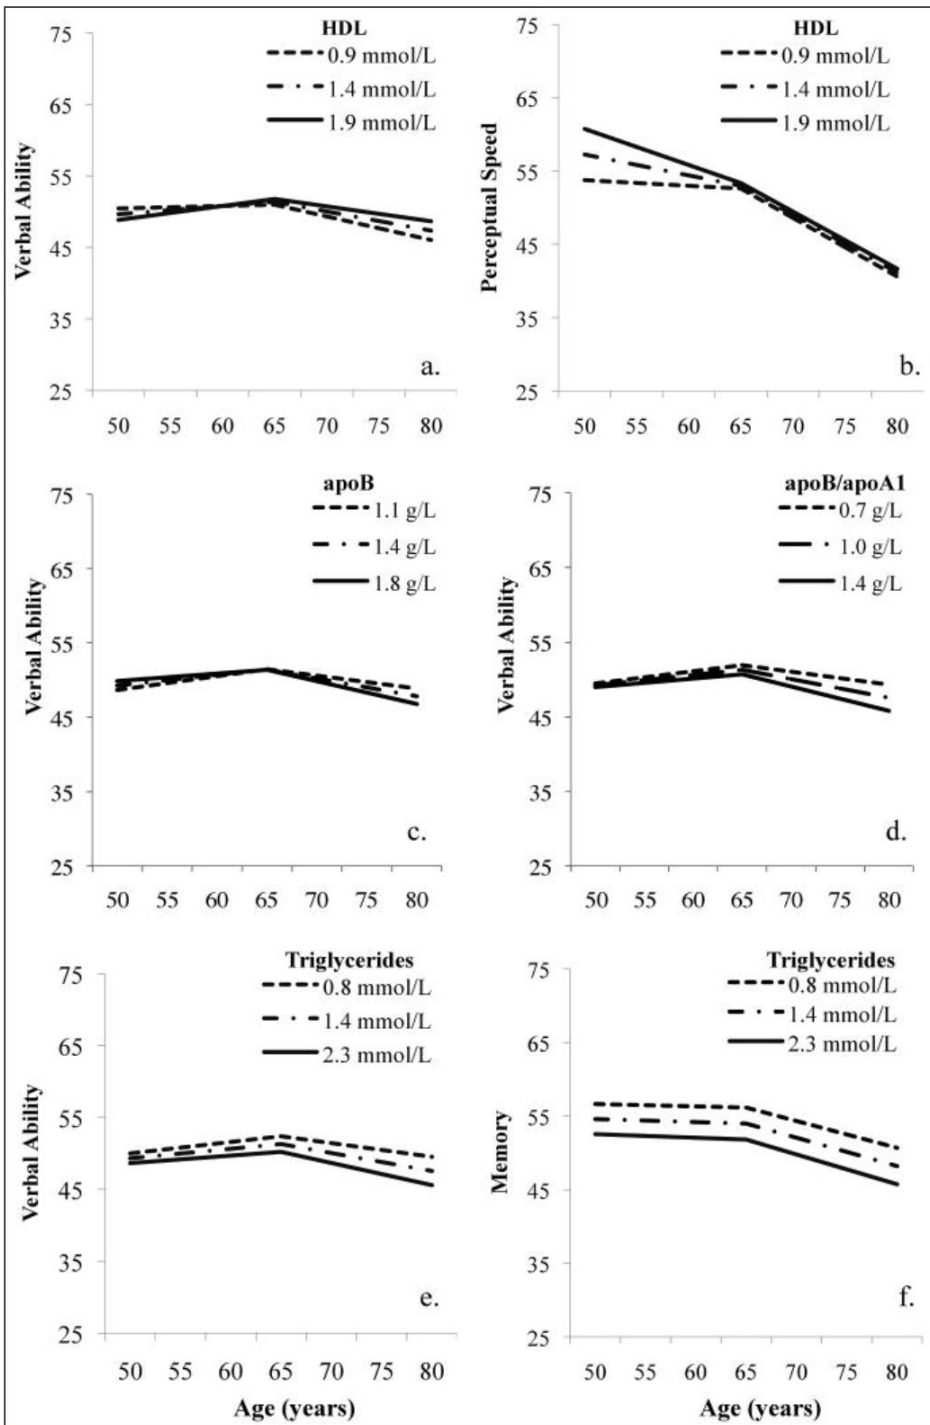 HDL
0.9 mmol/L
1.4 mmol/L
1.9 mmol/L
75
65
55
45
35
25
Verbal Ability
a.
50 55 60 65 70 75 80
HDL
0.9 mmol/L
1.4 mmol/L
1.9 mmol/L
75
65
55
45
35
25
Perceptual Speed
b.
50 55 60 65 70 75 80
apoB
1.1 g/L
1.4 g/L
1.8 g/L
75
65
55
45
35
25
Verbal Ability
c.
50 55 60 65 70 75 80
apoB/apoA1
0.7 g/L
1.0 g/L
1.4 g/L
75
65
55
45
35
25
Verbal Ability
d.
50 55 60 65 70 75 80
Triglycerides
0.8 mmol/L
1.4 mmol/L
2.3 mmol/L
75
65
55
45
35
25
Verbal Ability
e.
50 55 60 65 70 75 80
Age (years)
Triglycerides
0.8 mmol/L
1.4 mmol/L
2.3 mmol/L
75
65
55
45
35
25
Memory
f.
50 55 60 65 70 75 80
Age (years)